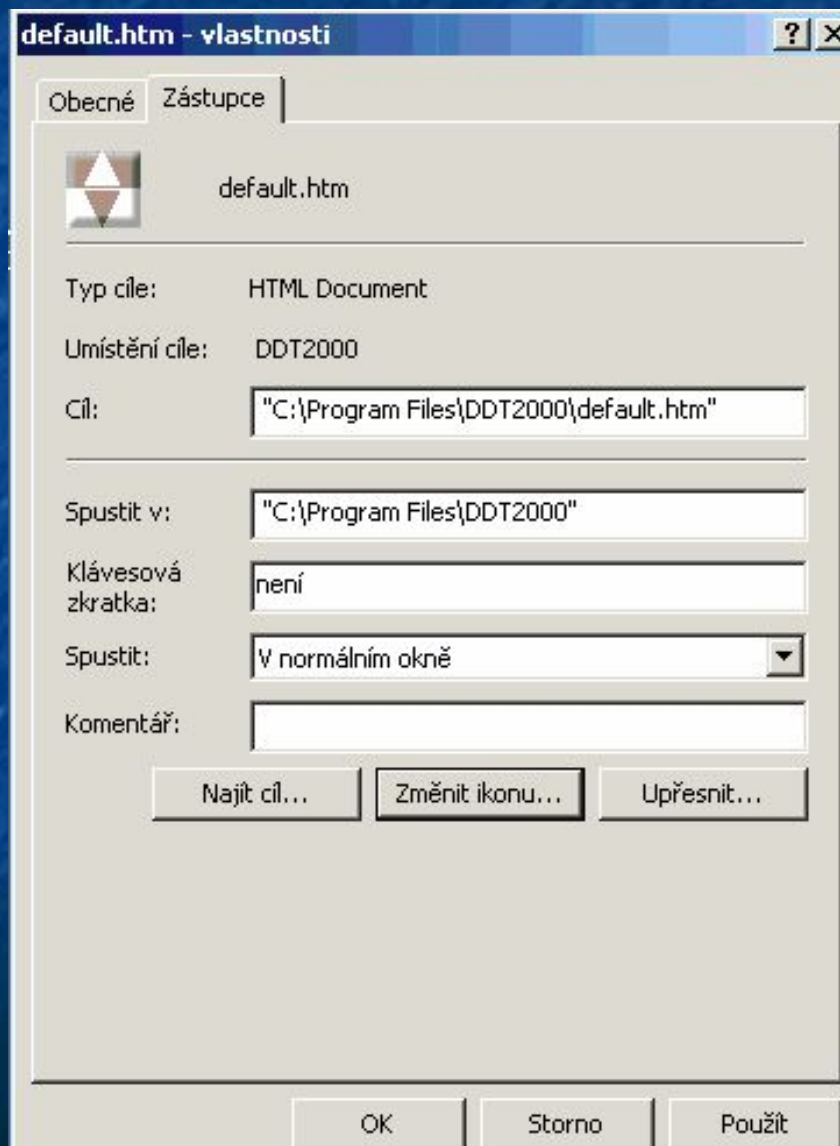 default.htm - vlastnosti
Obecné Zástupce
default.htm
Typ cíle: HTML Document
Umístění cíle: DDT2000
Cíl: "C:\Program Files\DDT2000\default.htm"
Spustit v: "C:\Program Files\DDT2000"
Klávesová
zkratka: není
Spustit: V normálním okně
Komentář:
Najít cíl... Změnit ikonu... Upřesnit...
OK Storno Použít